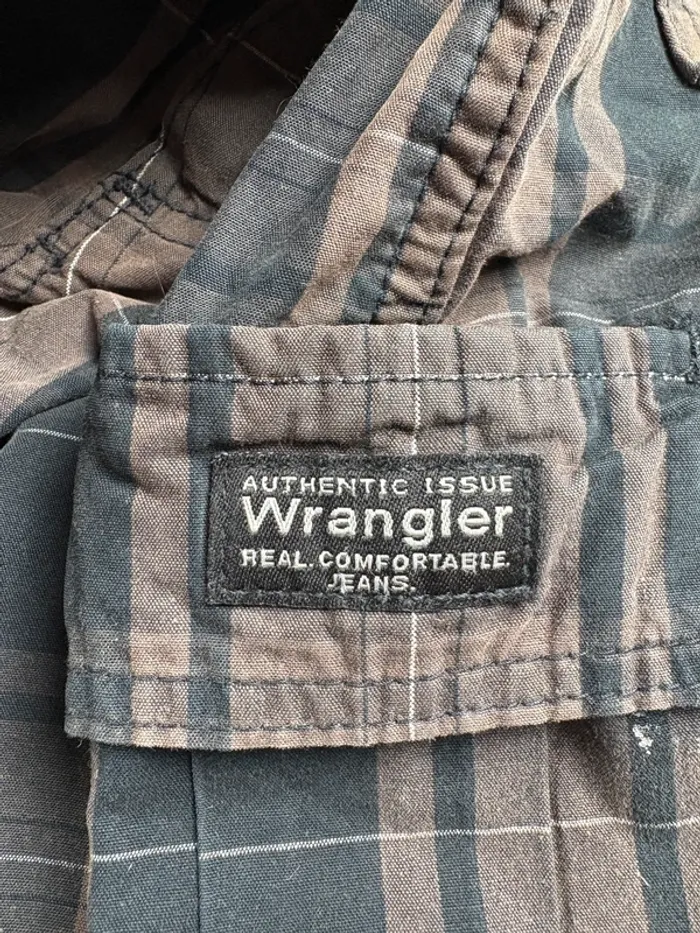 AUTHENTIC ISSUE
Wrangler
REAL. COMFORTABLE.
JEANS.